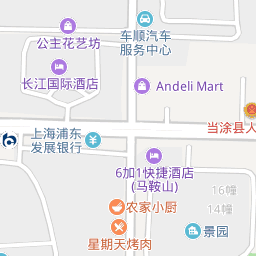 公主花艺坊
车顺汽车
服务中心
长江国际酒店
Andeli Mart
当涂县人
上海浦东
发展银行
6加1快捷酒店
(马鞍山)
16幢
14幢
农家小厨
景园
星期天烤肉